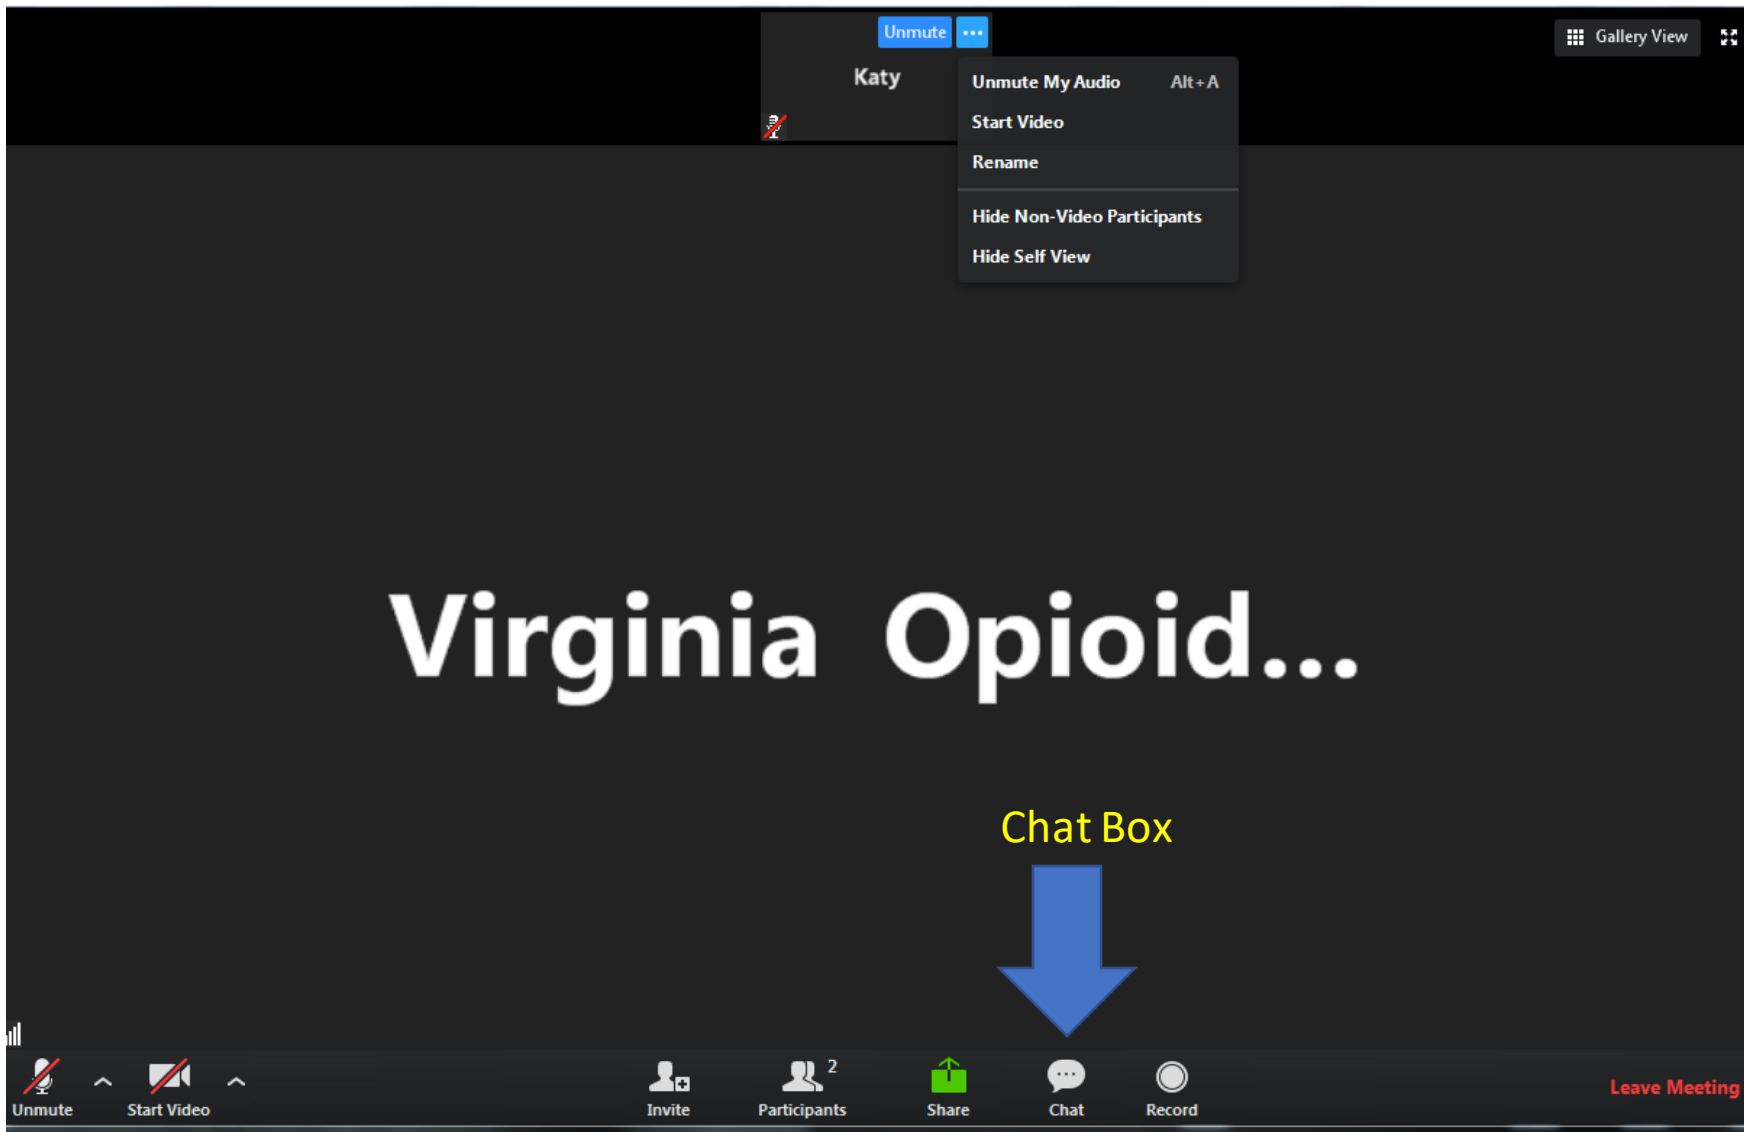 Unmute
Gallery View
Katy
Unmute My Audio Alt+A
Start Video
Rename
Hide Non-Video Participants
Hide Self View
Virginia Opioid...
Chat Box
2
Unmute
Start Video
Invite
Participants
Share
Chat
Record
Leave Meeting